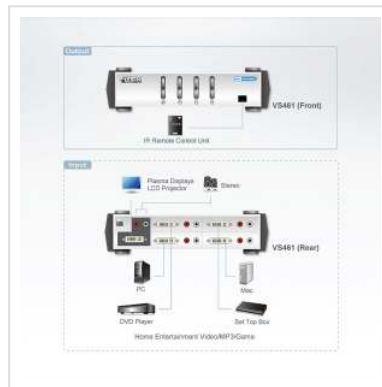 Output
ATEN
VS461 (Front)
IR Remote Control Unit
Input
Plasma Displays
LCD Projector
Stereo
VS461 (Rear)
PC
Mac
DVD Player
Set Top Box
Home Entertainment Video/MP3/Game